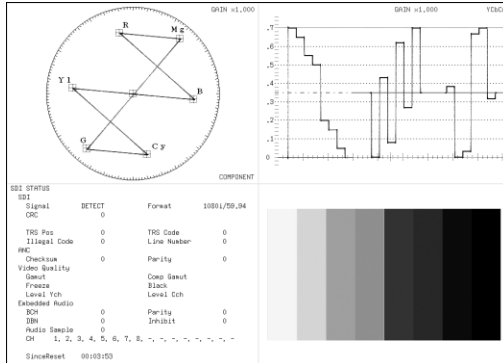 GAIN x1,000
R
Mg
Yl
B
G
Cy
COMPONENT
GAIN x1,000 YCbC
.7
.6
.5
.4
.3
.2
.1
0
SDI STATUS
SDI
Signal DETECT Format 1080i/59.94
CRC 0
TRS Pos 0 TRS Code 0
Illegal Code 0 Line Number 0
ANC
Checksum 0 Parity 0
Video Quality
Gamut Comp Gamut
Freeze Black
Level Ych Level Cch
Embedded Audio
BCH 0 Parity 0
DBN 0 Inhibit 0
Audio Sample 0
CH 1, 2, 3, 4, 5, 6, 7, 8, -, -, -, -, -, -, -, -
SinceReset 00:03:53